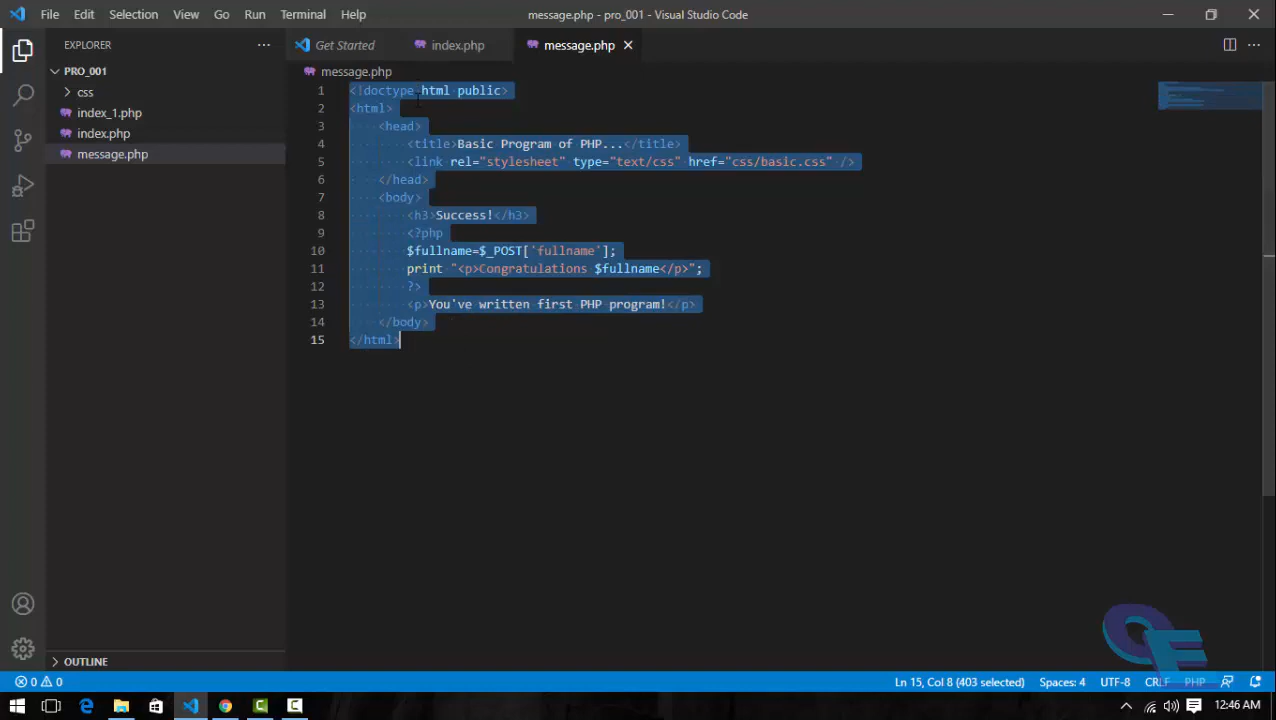 File Edit Selection View Go Run Terminal Help message.php - pro_001 - Visual Studio Code
EXPLORER
Get Started index.php message.php
PRO_001
css
index_1.php
index.php
message.php
message.php
1 <!doctype html public>
2 <html>
3 <head>
4 <title>Basic Program of PHP...</title>
5 <link rel="stylesheet" type="text/css" href="css/basic.css" />
6 </head>
7 <body>
8 <h3>Success!</h3>
9 <?php
10 $fullname=$_POST['fullname'];
11 print "<p>Congratulations $fullname</p>";
12 ?>
13 <p>You've written first PHP program!</p>
14 </body>
15 </html>
OUTLINE
0 0 Ln 15, Col 8 (403 selected) Spaces: 4 UTF-8 CRLF PHP
12:46 AM